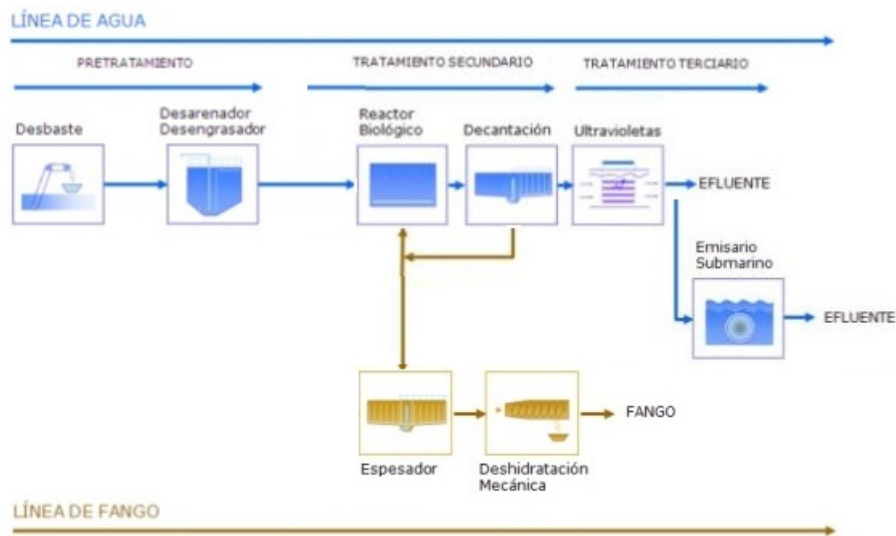 LÍNEA DE AGUA
PRETRATAMIENTO
TRATAMIENTO SECUNDARIO
TRATAMIENTO TERCIARIO
Desbaste
Desarenador
Desengrasador
Reactor
Biológico
Decantación
Ultravioletas
EFLUENTE
Emisario
Submarino
EFLUENTE
FANGO
Espesador
Deshidratación
Mecánica
LÍNEA DE FANGO